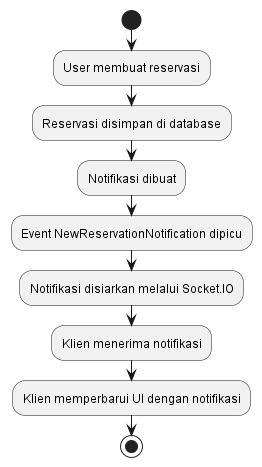 User membuat reservasi
Reservasi disimpan di database
Notifikasi dibuat
Event NewReservationNotification dipicu
Notifikasi disiarkan melalui Socket.IO
Klien menerima notifikasi
Klien memperbarui UI dengan notifikasi